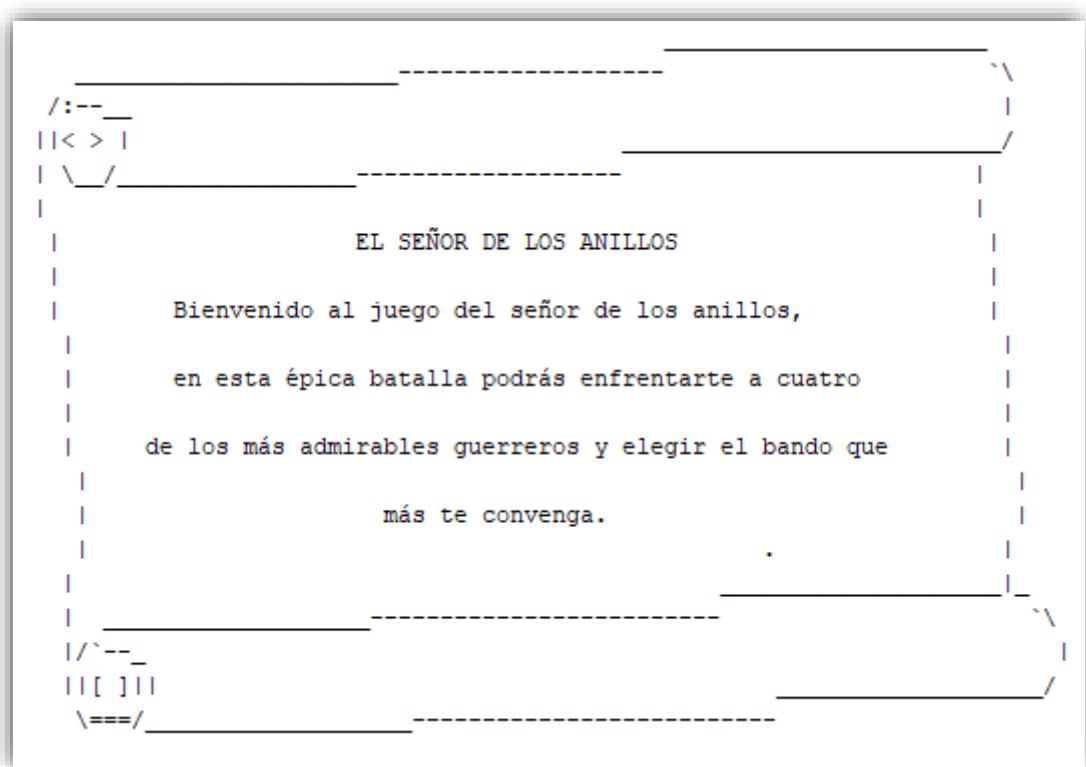 EL SEÑOR DE LOS ANILLOS
Bienvenido al juego del señor de los anillos,
en esta épica batalla podrás enfrentarte a cuatro
de los más admirables guerreros y elegir el bando que
más te convenga.
.